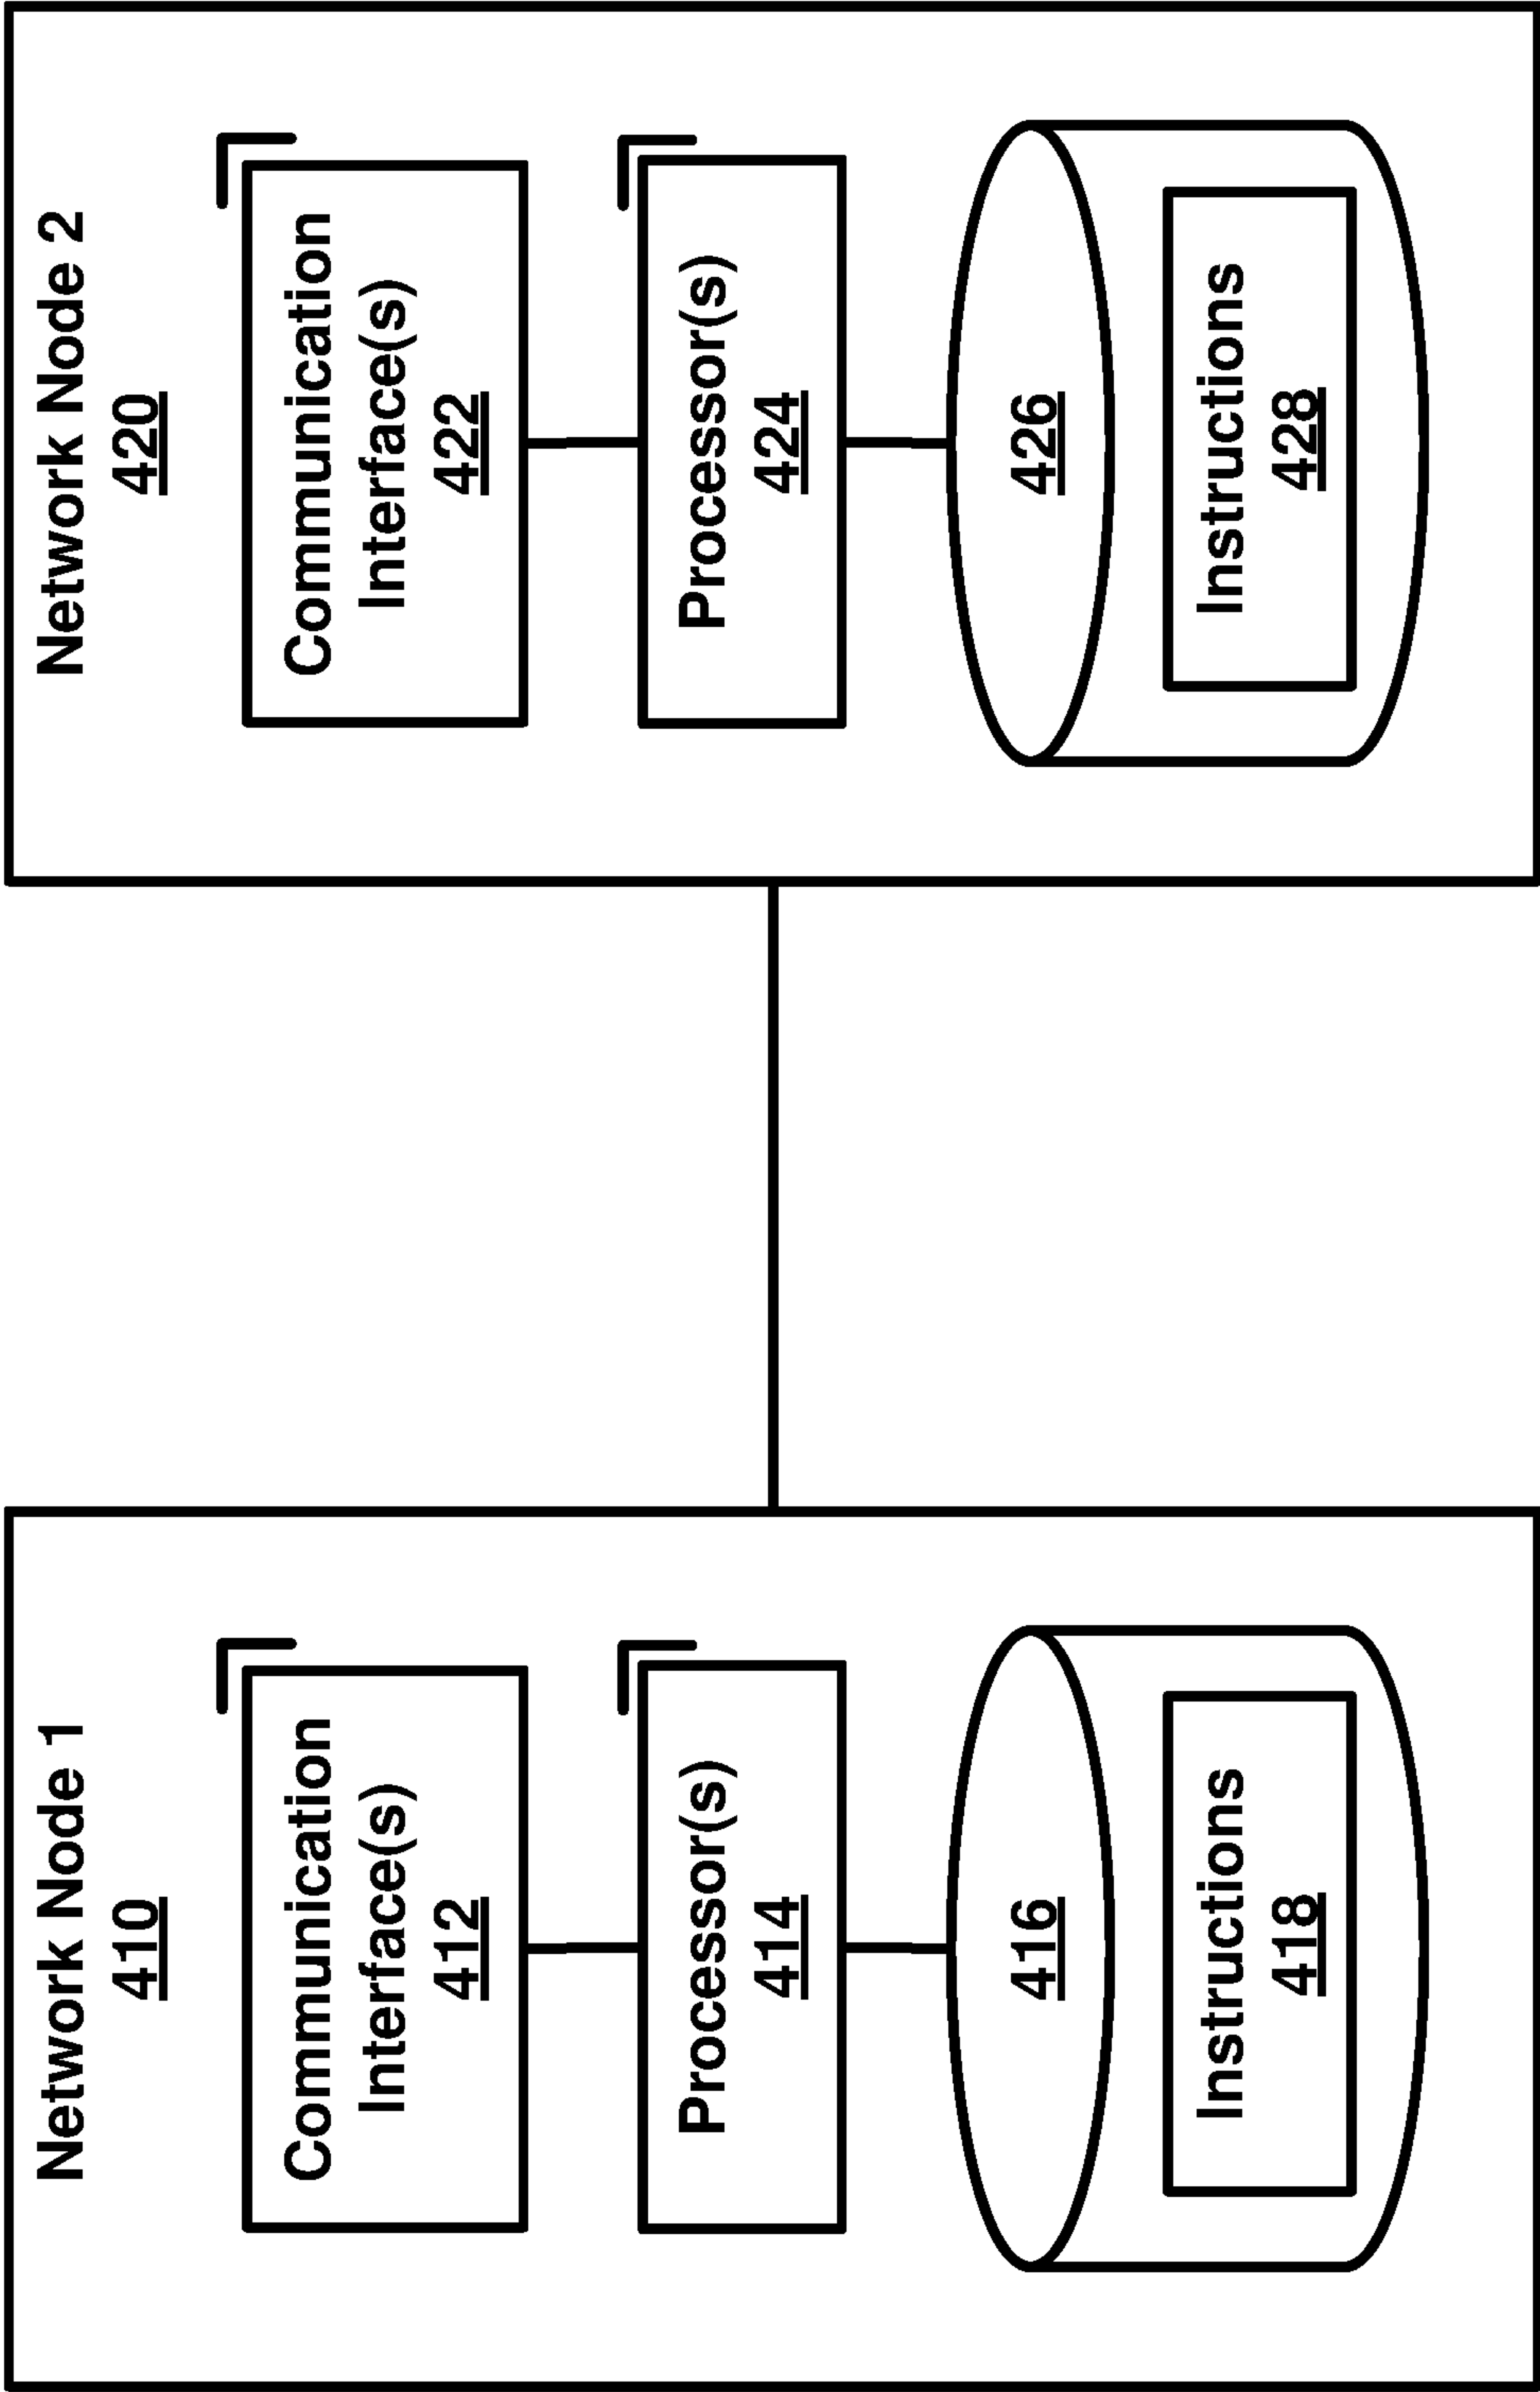 Network Node 1
410
Communication
Interface(s)
412
Processor(s)
414
416
Instructions
418
Network Node 2
420
Communication
Interface(s)
422
Processor(s)
424
426
Instructions
428